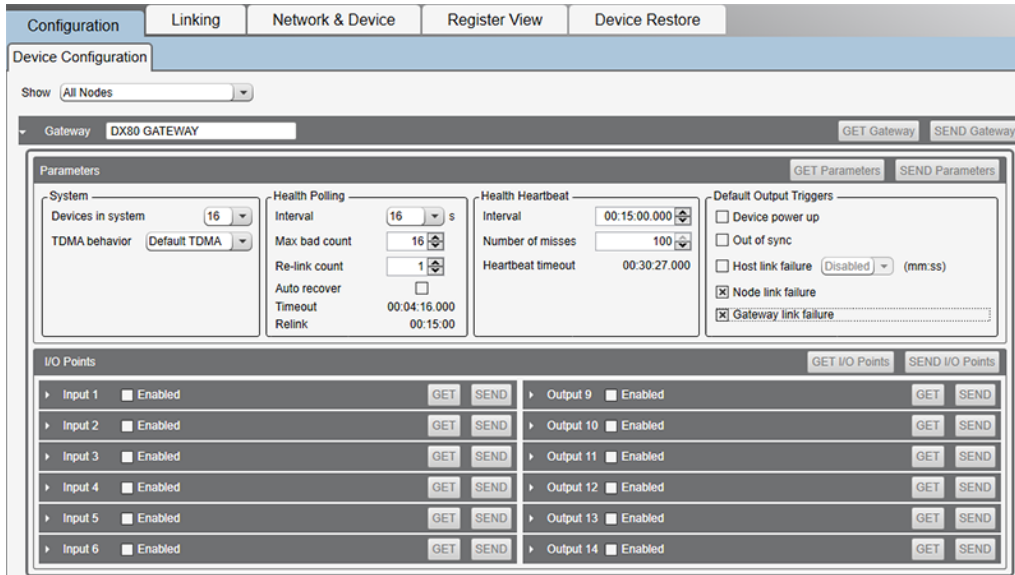 Configuration Linking Network & Device Register View Device Restore
Device Configuration
Show All Nodes
Gateway DX80 GATEWAY GET Gateway SEND Gateway
Parameters GET Parameters SEND Parameters
System Health Polling Health Heartbeat Default Output Triggers
Devices in system 16 Interval 16 s Interval 00:15:00.000 Device power up
TDMA behavior Default TDMA Max bad count 16 Number of misses 100 Out of sync
Re-link count 1 Heartbeat timeout 00:30:27.000 Host link failure Disabled (mm:ss)
Auto recover Node link failure
Timeout 00:04:16.000 Gateway link failure
Relink 00:15:00
I/O Points GET I/O Points SEND I/O Points
Input 1 Enabled GET SEND Output 9 Enabled GET SEND
Input 2 Enabled GET SEND Output 10 Enabled GET SEND
Input 3 Enabled GET SEND Output 11 Enabled GET SEND
Input 4 Enabled GET SEND Output 12 Enabled GET SEND
Input 5 Enabled GET SEND Output 13 Enabled GET SEND
Input 6 Enabled GET SEND Output 14 Enabled GET SEND